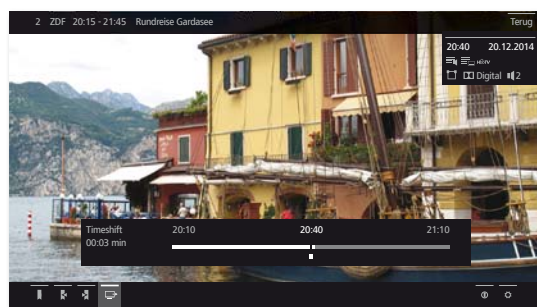 2 ZDF 20:15 - 21:45 Rundreise Gardasee
Terug
20:40 20.12.2014
HbbTV
Digital 2
Timeshift 20:10 20:40 21:10
00:03 min